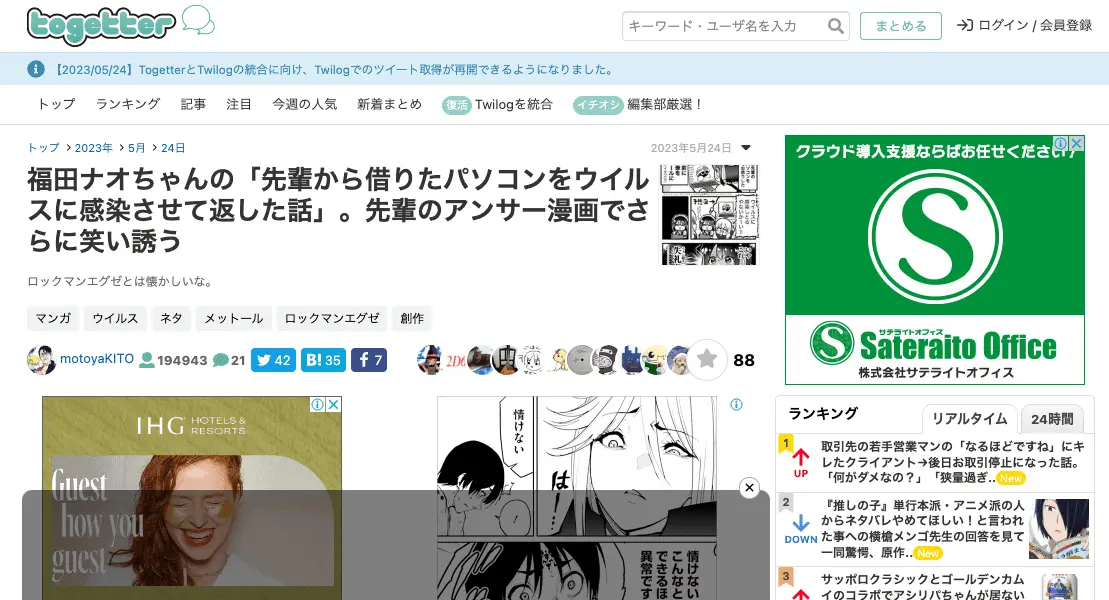 togetter
キーワード・ユーザ名を入力
まとめる
ログイン / 会員登録
【2023/05/24】TogetterとTwilogの統合に向け、Twilogでのツイート取得が再開できるようになりました。
トップ ランキング 記事 注目 今週の人気 新着まとめ 復活 Twilogを統合 イチオシ 編集部厳選！
トップ 2023年 5月 24日
2023年5月24日
福田ナオちゃんの「先輩から借りたパソコンをウイル
スに感染させて返した話」。先輩のアンサー漫画でさ
らに笑い誘う
ロックマンエグゼとは懐かしいな。
マンガ ウイルス ネタ メットール ロックマンエグゼ 創作
motoyaKITO 194943 21 42 B! 35 7
88
IHG HOTELS &
RESORTS
Guest
how you
guest
情けない
は
情けない
こんなと
できるほ
異常です
クラウド導入支援ならばお任せください
S
サテライトオフィス
Sateraito Office
株式会社サテライトオフィス
ランキング
リアルタイム
24時間
1
UP
取引先の若手営業マンの「なるほどですね」にキ
レたクライアント→後日お取引停止になった話。
「何がダメなの？」「狭量過ぎ.. New
2
DOWN
『推しの子』単行本派・アニメ派の人
からネタバレやめてほしい！と言われ
た事への横槍メンゴ先生の回答を見て
一同驚愕、原作.. New
3
サッポロクラシックとゴールデンカム
イのコラボでアシリパちゃんが居ない